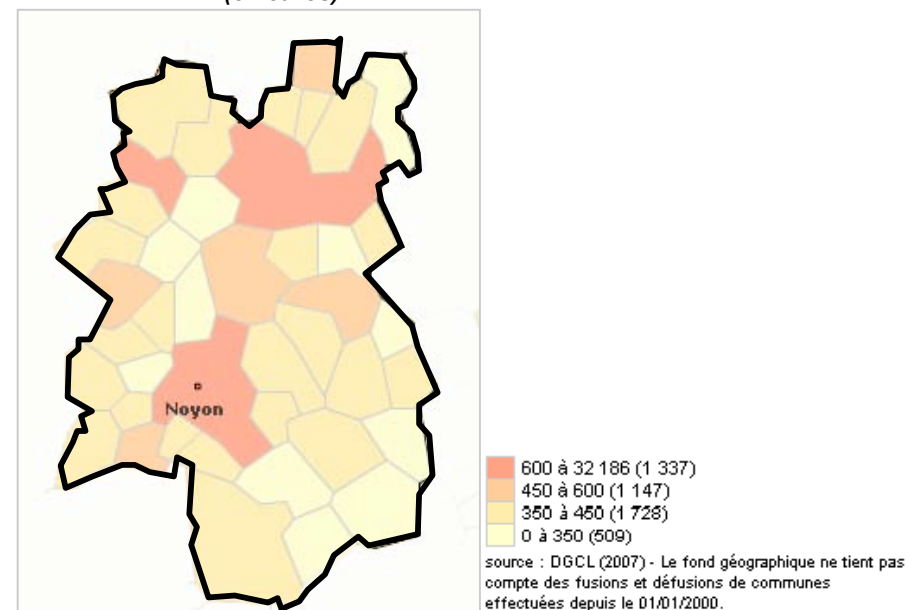 Noyon
600 à 32 186 (1 337)
450 à 600 (1 147)
350 à 450 (1 728)
0 à 350 (509)
source : DGCL (2007) - Le fond géographique ne tient pas
compte des fusions et défusions de communes
effectuées depuis le 01/01/2000.